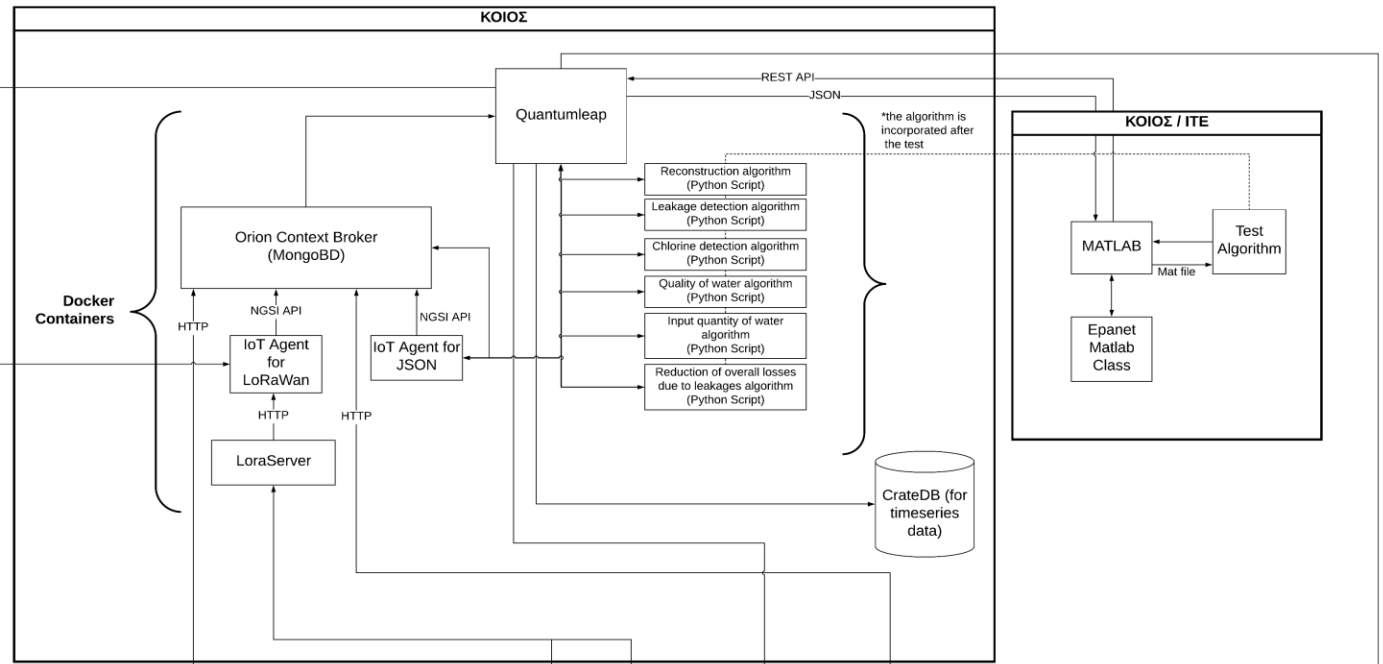 ΚΟΙΟΣ
REST API
JSON
Quantumleap
*the algorithm is
incorporated after
the test
ΚΟΙΟΣ / ΙΤΕ
Reconstruction algorithm
(Python Script)
Leakage detection algorithm
(Python Script)
Chlorine detection algorithm
(Python Script)
Quality of water algorithm
(Python Script)
Input quantity of water
algorithm
(Python Script)
Reduction of overall losses
due to leakages algorithm
(Python Script)
Orion Context Broker
(MongoBD)
MATLAB
Test
Algorithm
Mat file
Epanet
Matlab
Class
Docker
Containers
HTTP
NGSI API
NGSI API
IoT Agent
for
LoRaWan
IoT Agent for
JSON
HTTP
HTTP
LoraServer
CrateDB (for
timeseries
data)